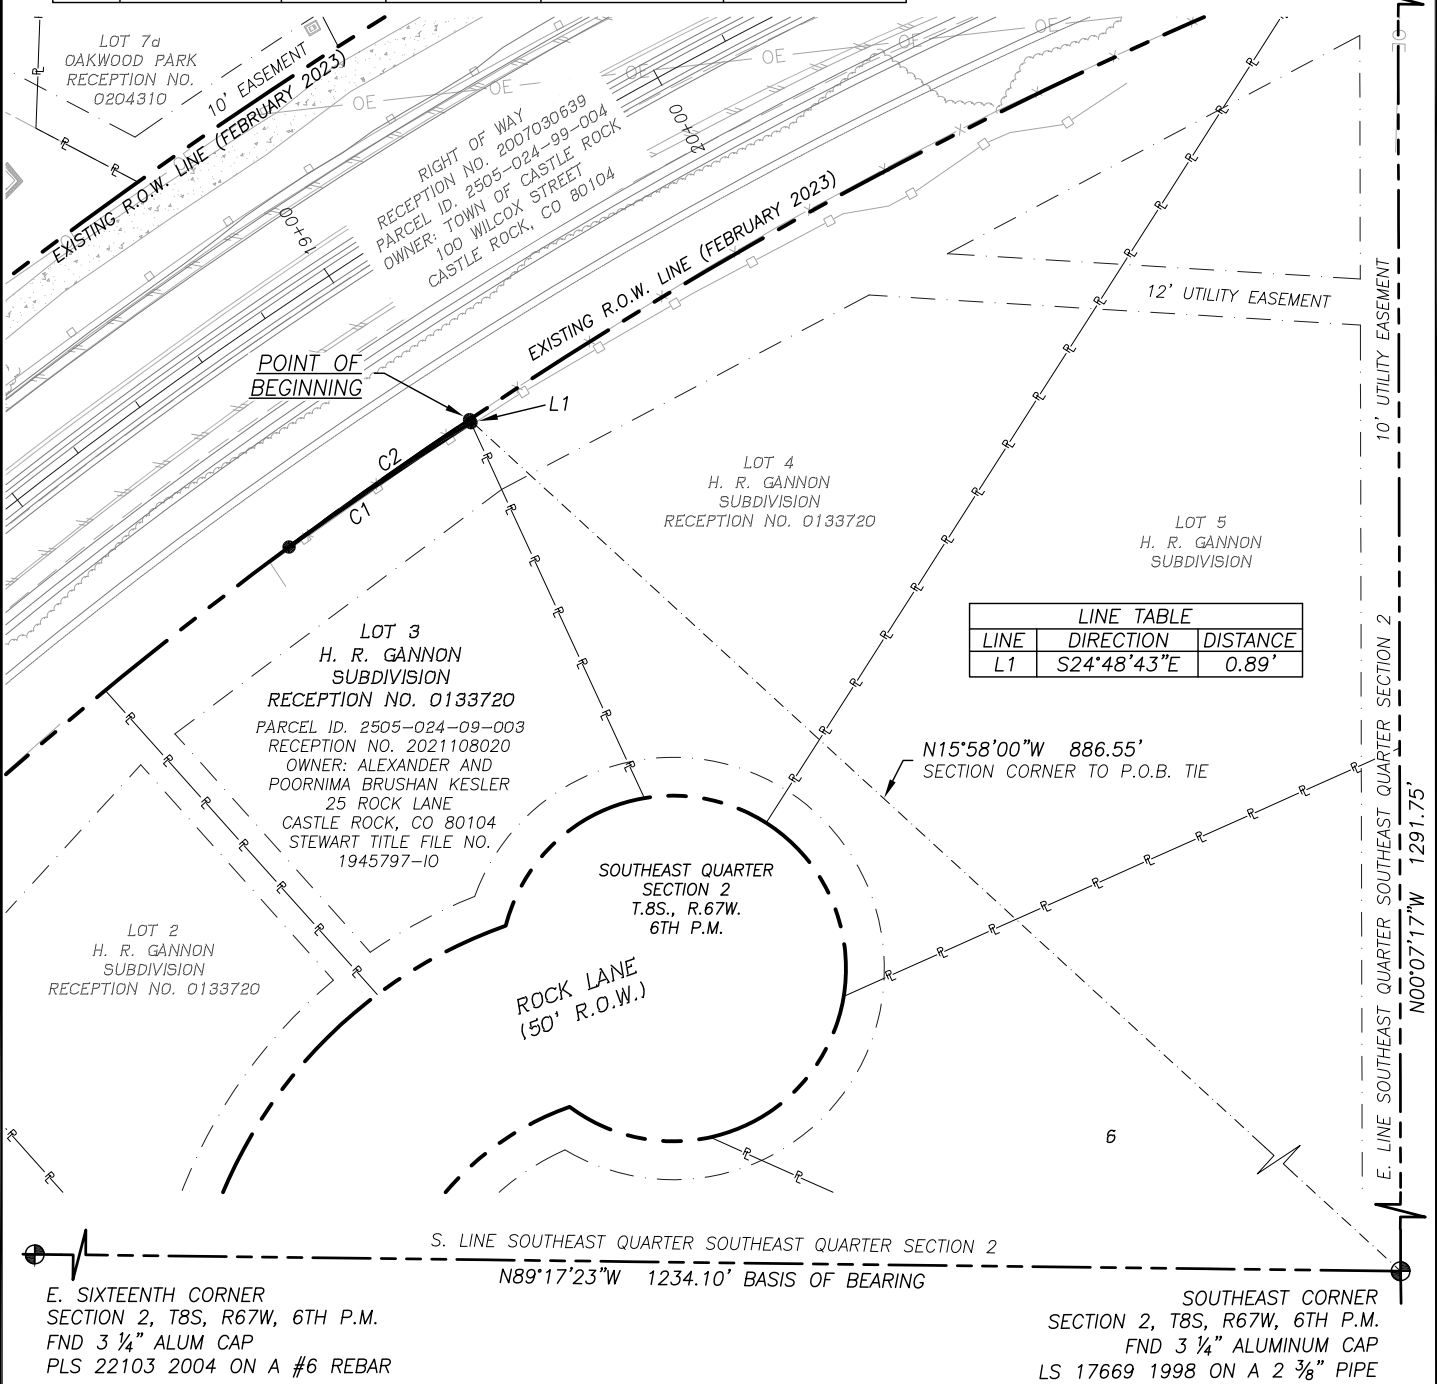 LOT 7d
OAKWOOD PARK
RECEPTION NO.
0204310
10' EASEMENT
EXISTING R.O.W. LINE (FEBRUARY 2023)
OE
OE
OE
OE
OE
OE
OE
RIGHT OF WAY
RECEPTION NO. 2007030639
PARCEL ID. 2505-024-99-004
OWNER: TOWN OF CASTLE ROCK
100 WILCOX STREET
CASTLE ROCK, CO 80104
19+00
20+00
EXISTING R.O.W. LINE (FEBRUARY 2023)
12' UTILITY EASEMENT
10' UTILITY EASEMENT
POINT OF
BEGINNING
L1
C2
C1
LOT 4
H. R. GANNON
SUBDIVISION
RECEPTION NO. 0133720
LOT 5
H. R. GANNON
SUBDIVISION
LINE TABLE
LINE DIRECTION DISTANCE
L1 S24°48'43"E 0.89'
LOT 3
H. R. GANNON
SUBDIVISION
RECEPTION NO. 0133720
PARCEL ID. 2505-024-09-003
RECEPTION NO. 2021108020
OWNER: ALEXANDER AND
POORNIMA BRUSHAN KESLER
25 ROCK LANE
CASTLE ROCK, CO 80104
STEWART TITLE FILE NO.
1945797-IO
N15°58'00"W 886.55'
SECTION CORNER TO P.O.B. TIE
SOUTHEAST QUARTER
SECTION 2
T.8S., R.67W.
6TH P.M.
LOT 2
H. R. GANNON
SUBDIVISION
RECEPTION NO. 0133720
ROCK LANE
(50' R.O.W.)
6
E. LINE SOUTHEAST QUARTER SOUTHEAST QUARTER SECTION 2
N00°07'17"W 1291.75'
S. LINE SOUTHEAST QUARTER SOUTHEAST QUARTER SECTION 2
N89°17'23"W 1234.10' BASIS OF BEARING
E. SIXTEENTH CORNER
SECTION 2, T8S, R67W, 6TH P.M.
FND 3 ¼" ALUM CAP
PLS 22103 2004 ON A #6 REBAR
SOUTHEAST CORNER
SECTION 2, T8S, R67W, 6TH P.M.
FND 3 ¼" ALUMINUM CAP
LS 17669 1998 ON A 2 ⅜" PIPE